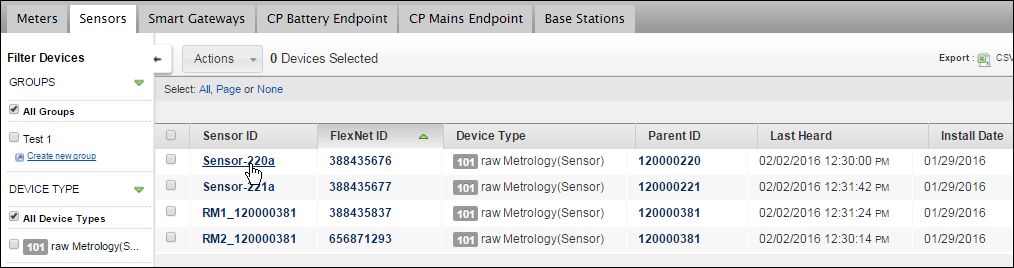 Meters Sensors Smart Gateways CP Battery Endpoint CP Mains Endpoint Base Stations
Filter Devices
GROUPS
All Groups
Test 1
Create new group
DEVICE TYPE
All Device Types
101 raw Metrology(S...
Actions 0 Devices Selected Export : CSV
Select: All, Page or None
Sensor ID FlexNet ID Device Type Parent ID Last Heard Install Date
Sensor-220a 388435676 101 raw Metrology(Sensor) 120000220 02/02/2016 12:30:00 PM 01/29/2016
Sensor-221a 388435677 101 raw Metrology(Sensor) 120000221 02/02/2016 12:31:42 PM 01/29/2016
RM1_120000381 388435837 101 raw Metrology(Sensor) 120000381 02/02/2016 12:31:24 PM 01/29/2016
RM2_120000381 656871293 101 raw Metrology(Sensor) 120000381 02/02/2016 12:30:14 PM 01/29/2016